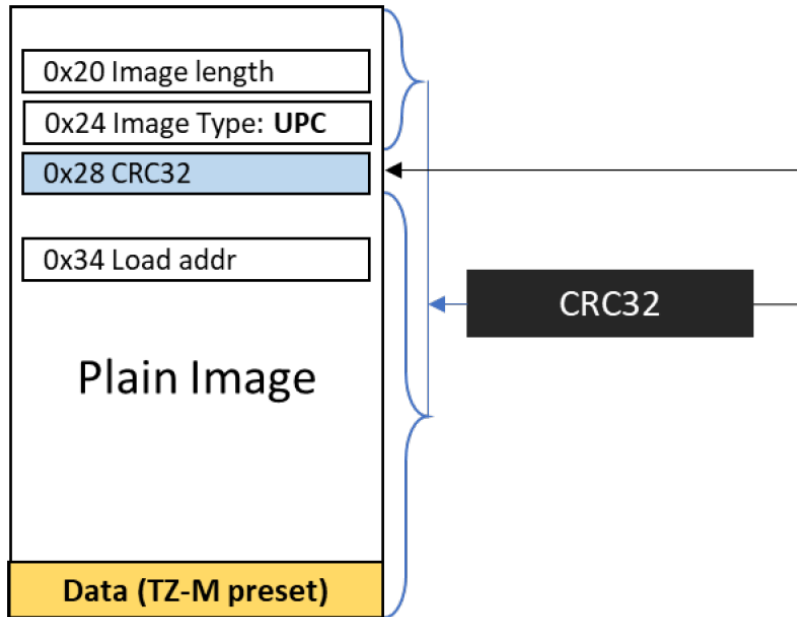 0x20 Image length
0x24 Image Type: UPC
0x28 CRC32
0x34 Load addr
CRC32
Plain Image
Data (TZ-M preset)